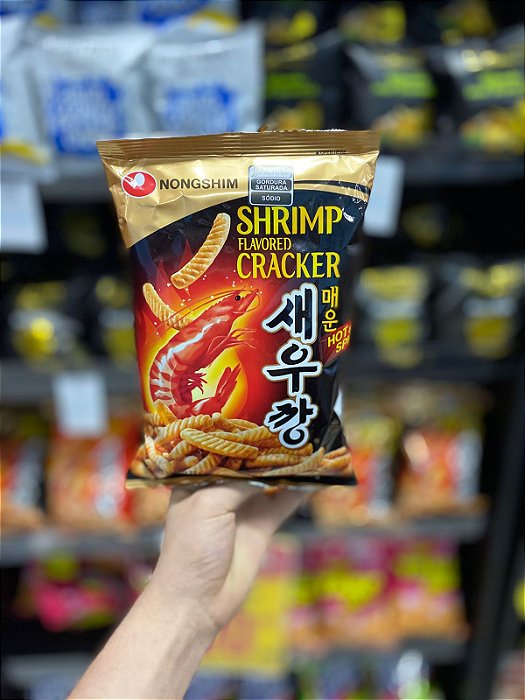 NONGSHIM
GORDURA
SATURADA
SÓDIO
SHRIMP
FLAVORED
CRACKER
매운
새우깡
HOT &